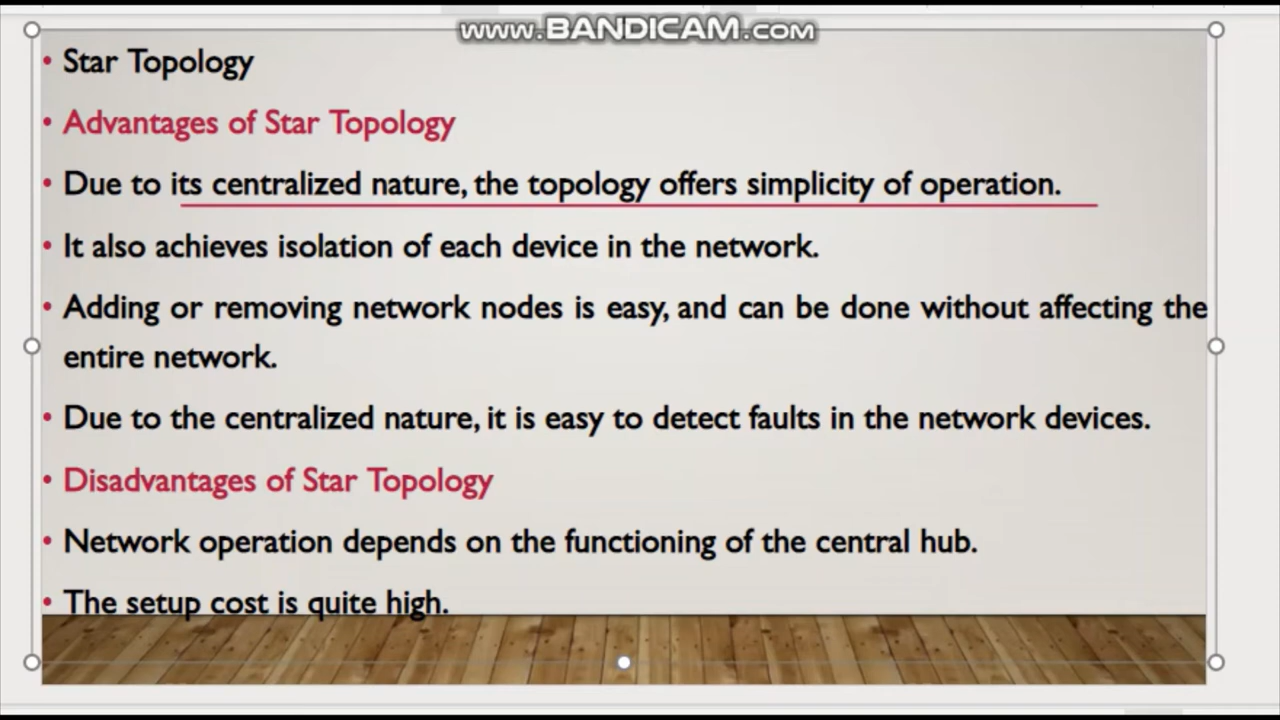 www.BANDICAM.com
• Star Topology
• Advantages of Star Topology
• Due to its centralized nature, the topology offers simplicity of operation.
• It also achieves isolation of each device in the network.
• Adding or removing network nodes is easy, and can be done without affecting the
entire network.
• Due to the centralized nature, it is easy to detect faults in the network devices.
• Disadvantages of Star Topology
• Network operation depends on the functioning of the central hub.
• The setup cost is quite high.